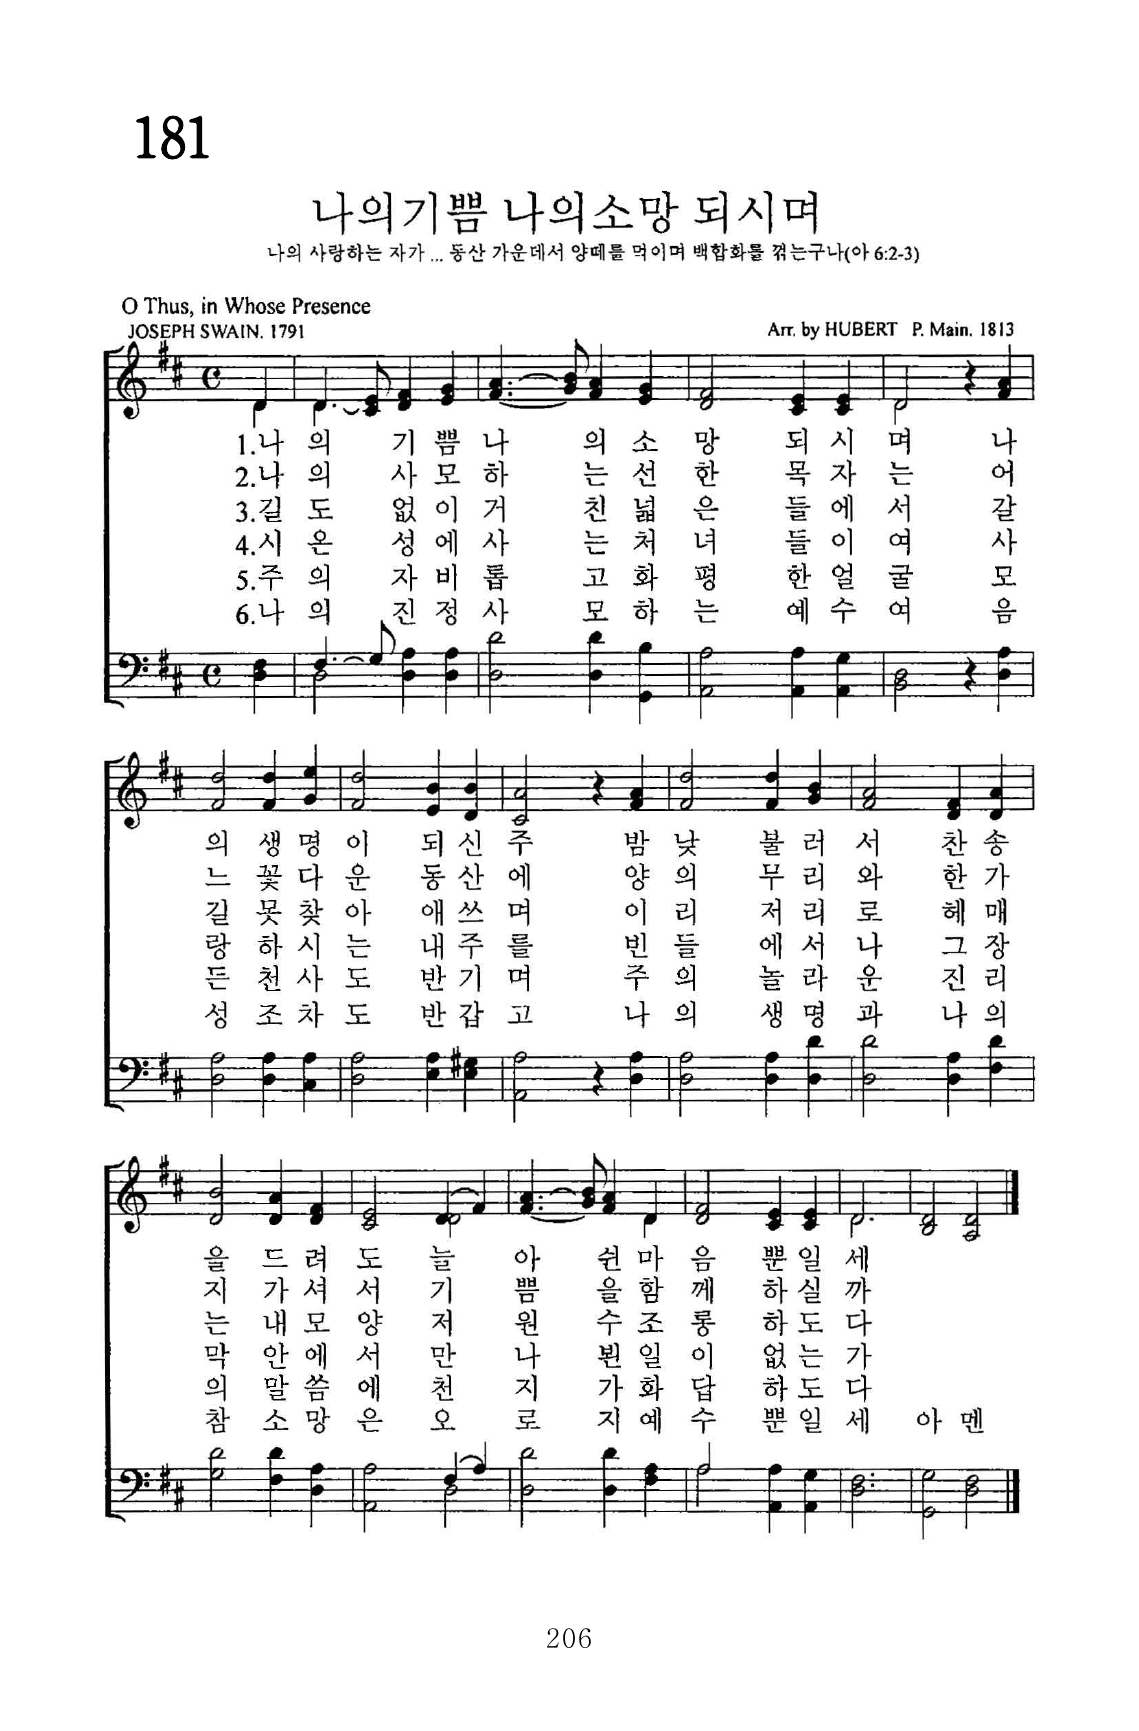 181
나의기쁨 나의소망 되시며
나의 사랑하는 자가 ... 동산 가운데서 양떼를 먹이며 백합화를 꺾는구나(아 6:2-3)
O Thus, in Whose Presence
JOSEPH SWAIN. 1791
Arr. by HUBERT P. Main. 1813
1.나 의 기 쁨 나 의 소 망 되 시 며 나
2.나 의 사 모 하 는 선 한 목 자 는 어
3.길 도 없 이 거 친 넓 은 들 에 서 갈
4.시 온 성 에 사 는 처 녀 들 이 여 사
5.주 의 자 비 롭 고 화 평 한 얼 굴 모
6.나 의 진 정 사 모 하 는 예 수 여 음
의 생 명 이 되 신 주 밤 낮 불 러 서 찬 송
느 꽃 다 운 동 산 에 양 의 무 리 와 한 가
길 못 찾 아 애 쓰 며 이 리 저 리 로 헤 매
랑 하 시 는 내 주 를 빈 들 에 서 나 그 장
든 천 사 도 반 기 며 주 의 놀 라 운 진 리
성 조 차 도 반 갑 고 나 의 생 명 과 나 의
을 드 려 도 늘 아 쉰 마 음 뿐 일 세
지 가 셔 서 기 쁨 을 함 께 하 실 까
는 내 모 양 저 원 수 조 롱 하 도 다
막 안 에 서 만 나 뵌 일 이 없 는 가
의 말 씀 에 천 지 가 화 답 하 도 다
참 소 망 은 오 로 지 예 수 뿐 일 세 아 멘
206